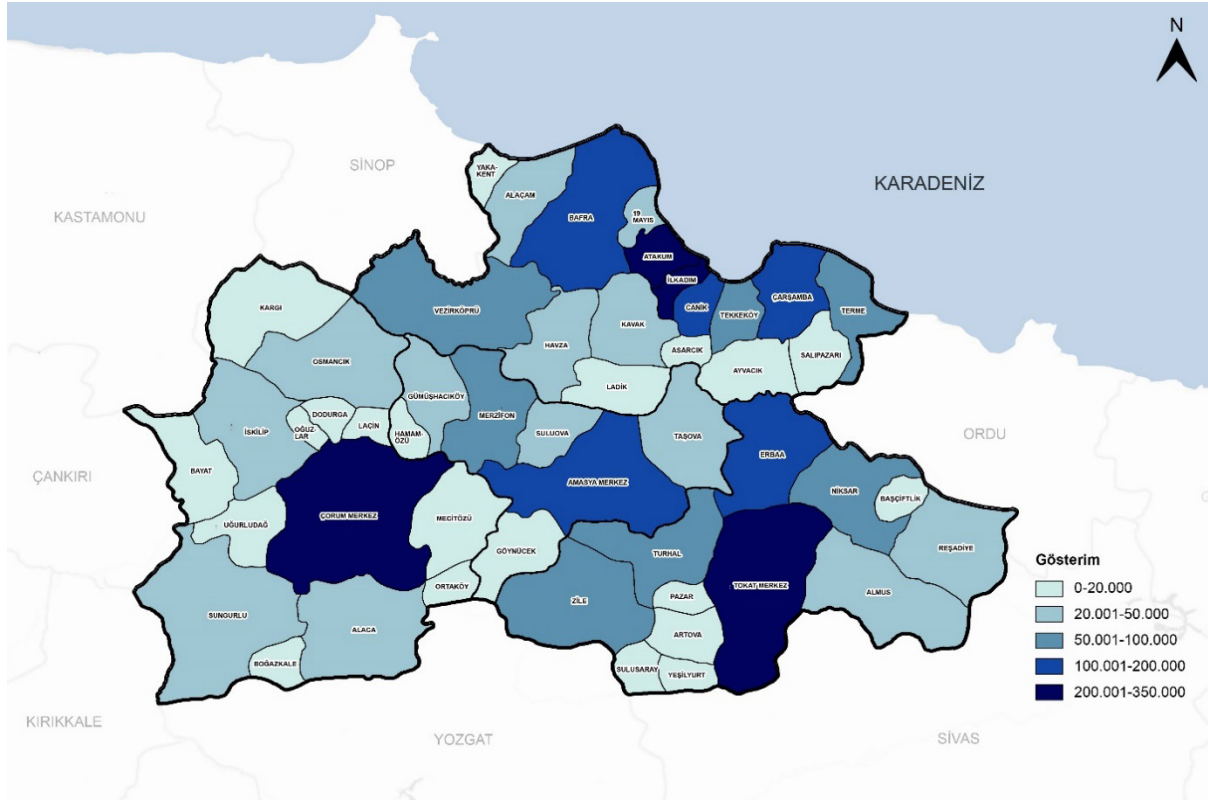 N
SİNOP
KARADENİZ
KASTAMONU
YAKA-
KENT
ALAÇAM
BAFRA
19
MAYIS
ATAKUM
İLKADIM
CANİK
TEKKEKÖY
ÇARŞAMBA
TERME
KARGI
VEZİRKÖPRÜ
HAVZA
KAVAK
ASARCIK
AYVACIK
SALIPAZARI
OSMANCIK
LADİK
GÜMÜŞHACIKÖY
MERZİFON
SULUOVA
TAŞOVA
İSKİLİP
OĞUZ-
LAR
DODURGA
LAÇİN
HAMAM-
ÖZÜ
ERBAA
ORDU
ÇANKIRI
BAYAT
AMASYA MERKEZ
NİKSAR
BAŞÇİFTLİK
UĞURLUDAĞ
ÇORUM MERKEZ
MECİTÖZÜ
GÖYNÜCEK
TURHAL
REŞADİYE
ORTAKÖY
ZİLE
PAZAR
TOKAT MERKEZ
ALMUS
SUNGURLU
ALACA
ARTOVA
BOĞAZKALE
SULUSARAY
YEŞİLYURT
KIRIKKALE
YOZGAT
SİVAS
Gösterim
0-20.000
20.001-50.000
50.001-100.000
100.001-200.000
200.001-350.000